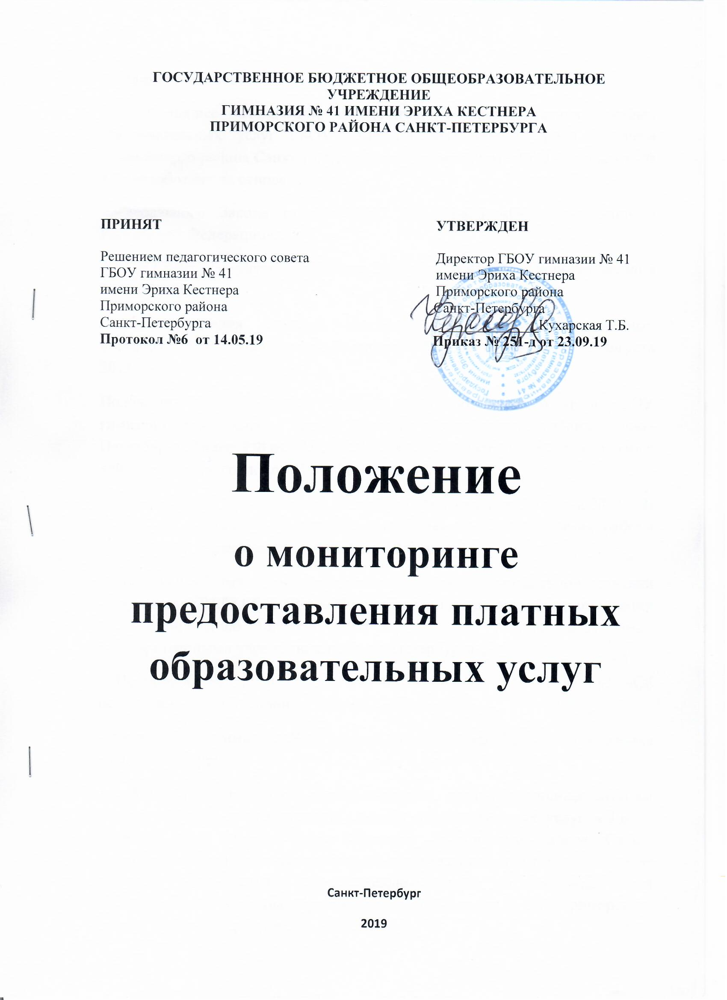 ГОСУДАРСТВЕННОЕ БЮДЖЕТНОЕ ОБЩЕОБРАЗОВАТЕЛЬНОЕ
УЧРЕЖДЕНИЕ
ГИМНАЗИЯ № 41 ИМЕНИ ЭРИХА КЕСТНЕРА
ПРИМОРСКОГО РАЙОНА САНКТ-ПЕТЕРБУРГА
ПРИНЯТ
Решением педагогического совета
ГБОУ гимназии № 41
имени Эриха Кестнера
Приморского района
Санкт-Петербурга
Протокол №6 от 14.05.19
УТВЕРЖДЕН
Директор ГБОУ гимназии № 41
имени Эриха Кестнера
Приморского района
Санкт-Петербурга
Кухарская Т.Б.
Приказ № 251-д от 23.09.19
Положение
о мониторинге
предоставления платных
образовательных услуг
Санкт-Петербург
2019